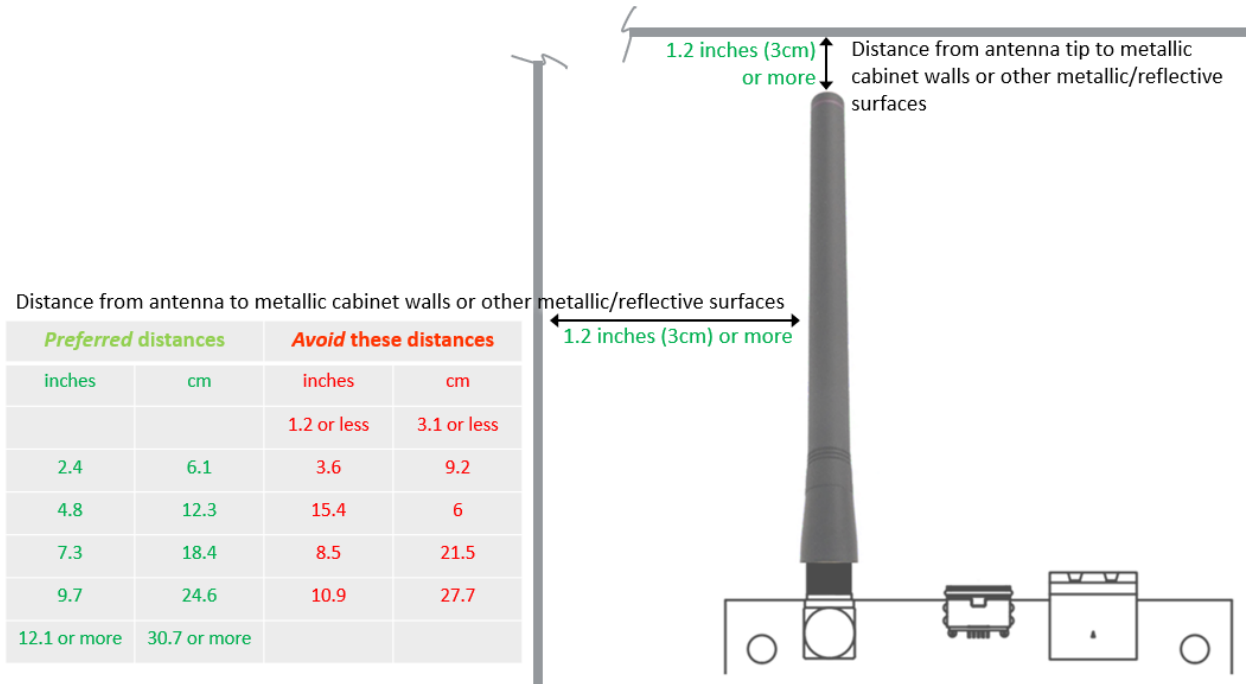 1.2 inches (3cm)
or more
Distance from antenna tip to metallic
cabinet walls or other metallic/reflective
surfaces
Distance from antenna to metallic cabinet walls or other metallic/reflective surfaces
1.2 inches (3cm) or more
Preferred distances Avoid these distances
inches cm inches cm
1.2 or less 3.1 or less
2.4 6.1 3.6 9.2
4.8 12.3 15.4 6
7.3 18.4 8.5 21.5
9.7 24.6 10.9 27.7
12.1 or more 30.7 or more